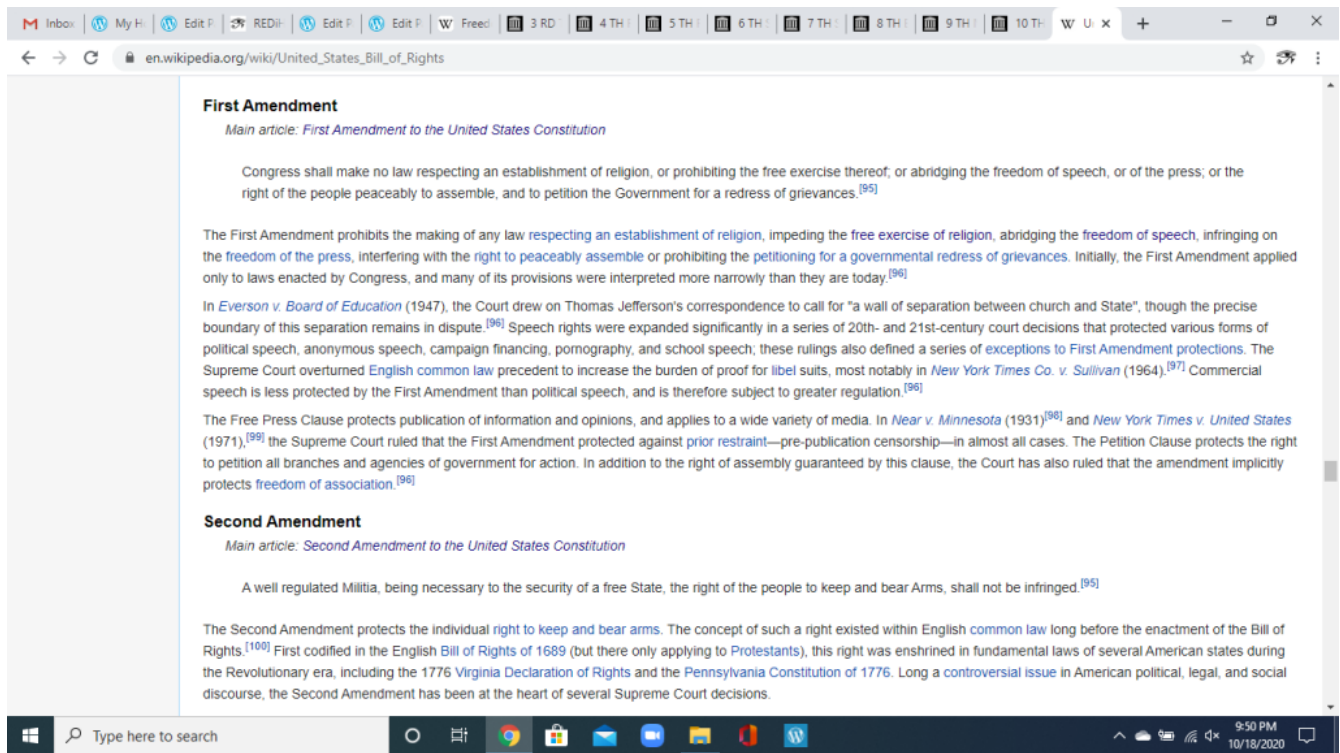 Inbox
My H
Edit P
REDiH
Edit P
Edit P
Freed
3 RD
4 TH
5 TH
6 TH
7 TH
8 TH
9 TH
10 TH
en.wikipedia.org/wiki/United_States_Bill_of_Rights
First Amendment
Main article: First Amendment to the United States Constitution
Congress shall make no law respecting an establishment of religion, or prohibiting the free exercise thereof; or abridging the freedom of speech, or of the press; or the
right of the people peaceably to assemble, and to petition the Government for a redress of grievances.[95]
The First Amendment prohibits the making of any law respecting an establishment of religion, impeding the free exercise of religion, abridging the freedom of speech, infringing on
the freedom of the press, interfering with the right to peaceably assemble or prohibiting the petitioning for a governmental redress of grievances. Initially, the First Amendment applied
only to laws enacted by Congress, and many of its provisions were interpreted more narrowly than they are today.[96]
In Everson v. Board of Education (1947), the Court drew on Thomas Jefferson's correspondence to call for "a wall of separation between church and State", though the precise
boundary of this separation remains in dispute.[96] Speech rights were expanded significantly in a series of 20th- and 21st-century court decisions that protected various forms of
political speech, anonymous speech, campaign financing, pornography, and school speech; these rulings also defined a series of exceptions to First Amendment protections. The
Supreme Court overturned English common law precedent to increase the burden of proof for libel suits, most notably in New York Times Co. v. Sullivan (1964).[97] Commercial
speech is less protected by the First Amendment than political speech, and is therefore subject to greater regulation.[96]
The Free Press Clause protects publication of information and opinions, and applies to a wide variety of media. In Near v. Minnesota (1931)[98] and New York Times v. United States
(1971),[99] the Supreme Court ruled that the First Amendment protected against prior restraint—pre-publication censorship—in almost all cases. The Petition Clause protects the right
to petition all branches and agencies of government for action. In addition to the right of assembly guaranteed by this clause, the Court has also ruled that the amendment implicitly
protects freedom of association.[96]
Second Amendment
Main article: Second Amendment to the United States Constitution
A well regulated Militia, being necessary to the security of a free State, the right of the people to keep and bear Arms, shall not be infringed.[95]
The Second Amendment protects the individual right to keep and bear arms. The concept of such a right existed within English common law long before the enactment of the Bill of
Rights.[100] First codified in the English Bill of Rights of 1689 (but there only applying to Protestants), this right was enshrined in fundamental laws of several American states during
the Revolutionary era, including the 1776 Virginia Declaration of Rights and the Pennsylvania Constitution of 1776. Long a controversial issue in American political, legal, and social
discourse, the Second Amendment has been at the heart of several Supreme Court decisions.
Type here to search
9:50 PM
10/18/2020